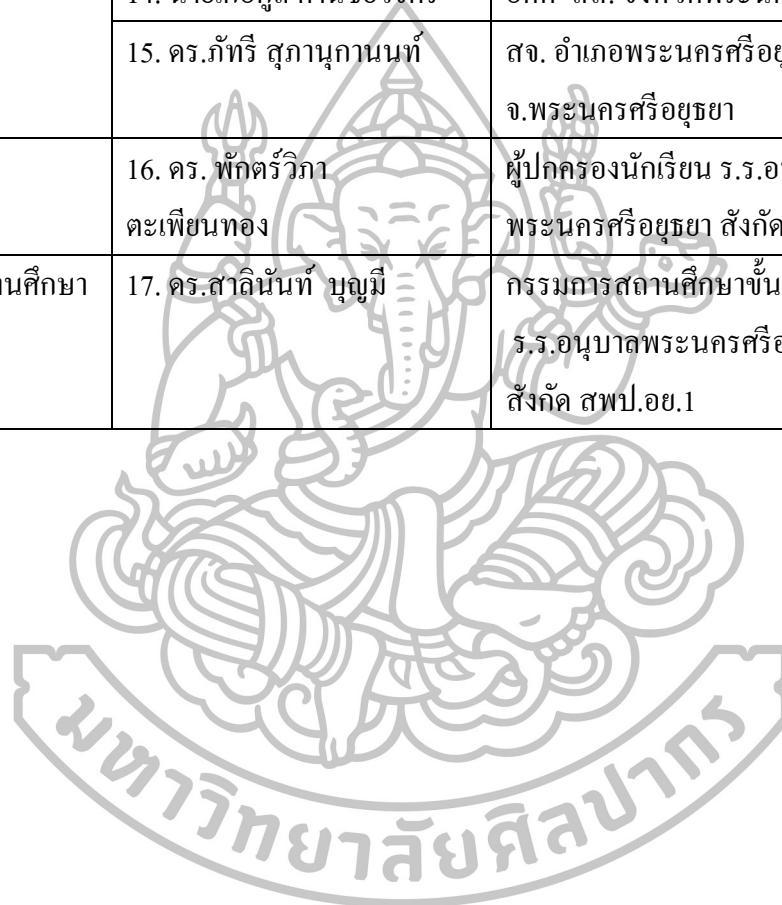 15. ดร.ภัทรี สุภานุกานนท์
สจ. อำเภอพระนครศรีอยุ
จ.พระนครศรีอยุธยา
16. ดร. พักตร์วิภา
ตะเพียนทอง
ผู้ปกครองนักเรียน ร.ร.อ
พระนครศรีอยุธยา สังกัด
านศึกษา
17. ดร.สาลินันท์ บุญมี
กรรมการสถานศึกษาขั้น
ร.ร.อนุบาลพระนครศรีอ
สังกัด สพป.อย.1
มหาวิทยาลัยศิลปากร